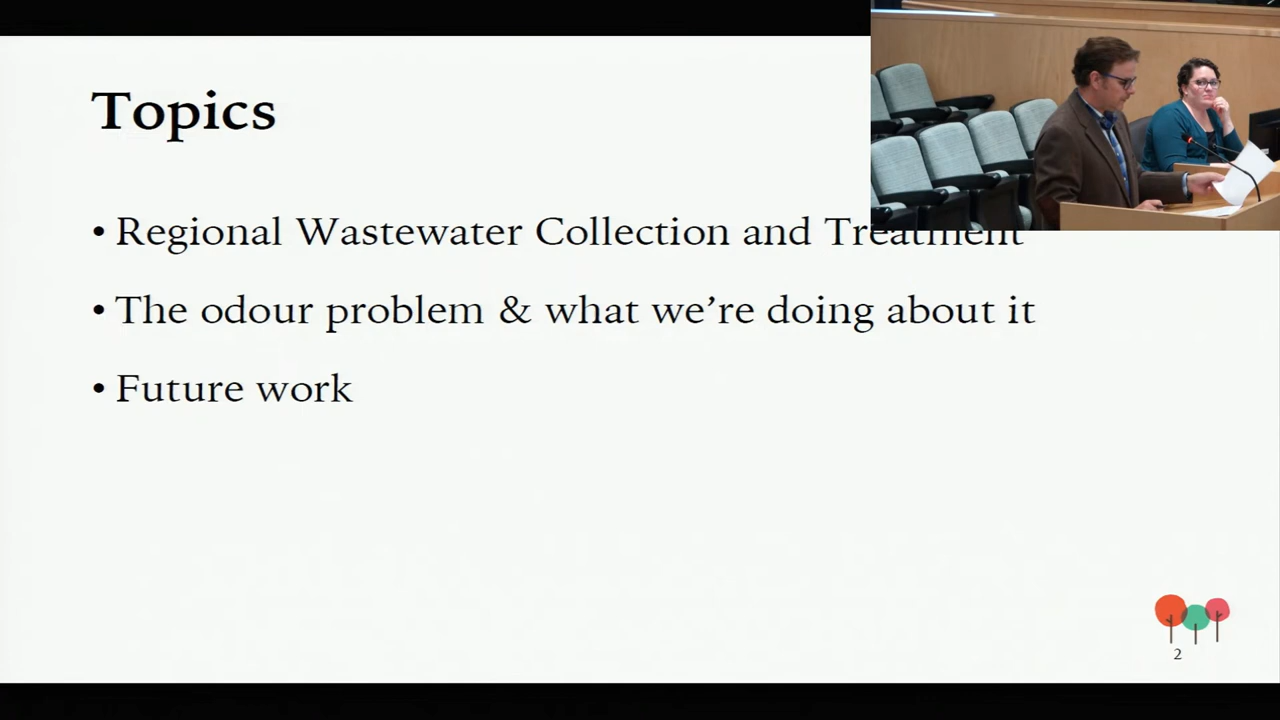 Topics
• Regional Wastewater Collection and Treatment
• The odour problem & what we're doing about it
• Future work
2